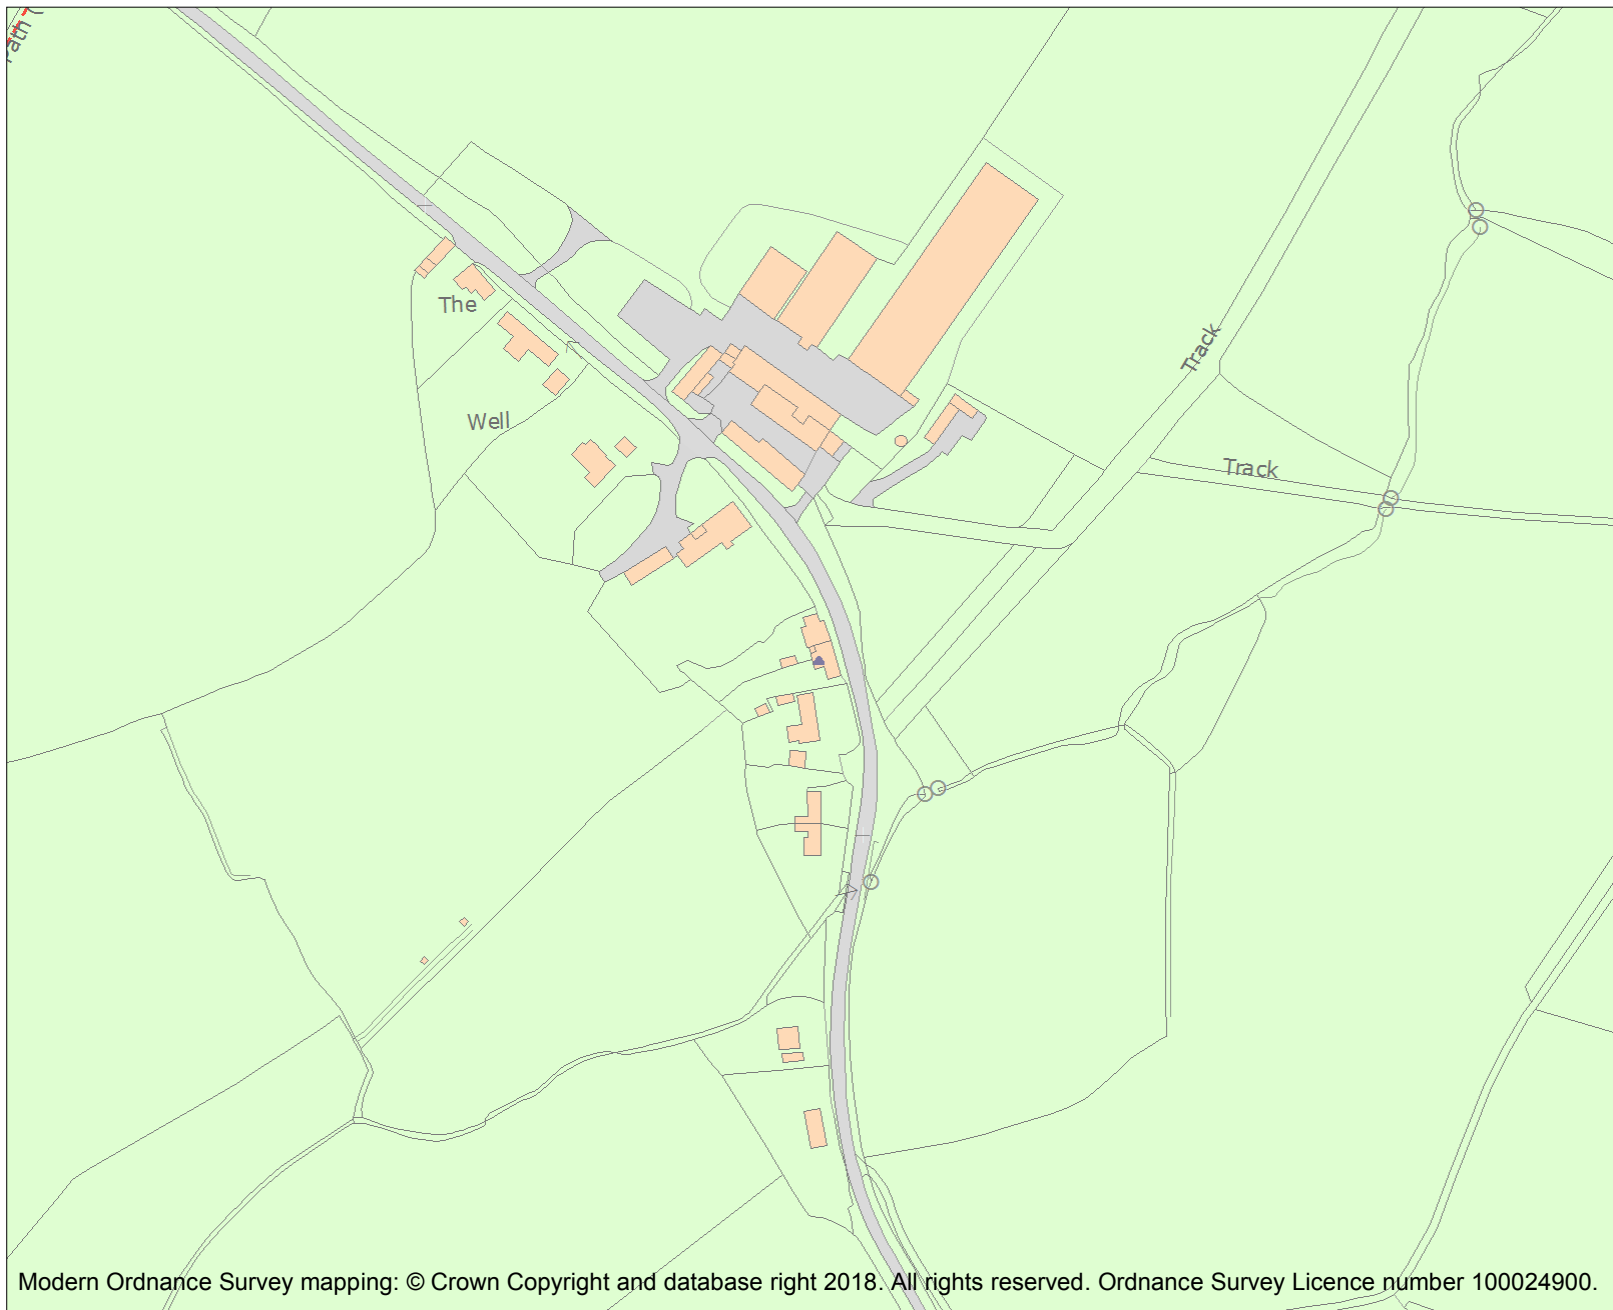 Path (
The
Track
Well
Track
Modern Ordnance Survey mapping: © Crown Copyright and database right 2018. All rights reserved. Ordnance Survey Licence number 100024900.